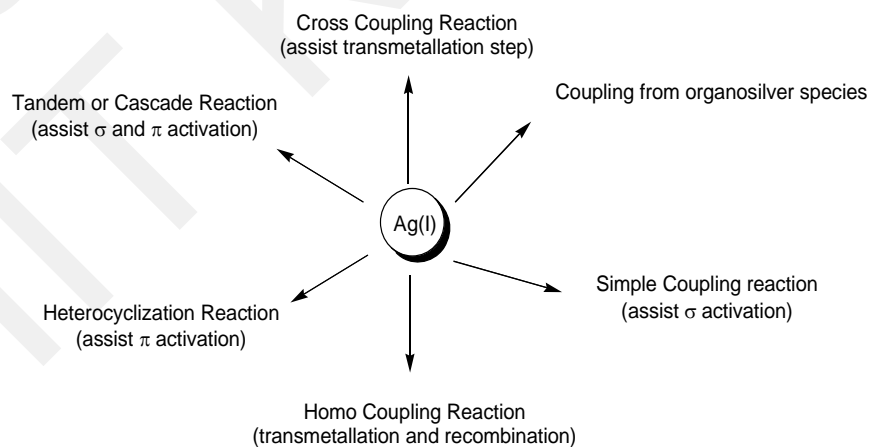 Cross Coupling Reaction
(assist transmetallation step)
Coupling from organosilver species
Tandem or Cascade Reaction
(assist σ and π activation)
Ag(I)
Simple Coupling reaction
(assist σ activation)
Heterocyclization Reaction
(assist π activation)
Homo Coupling Reaction
(transmetallation and recombination)